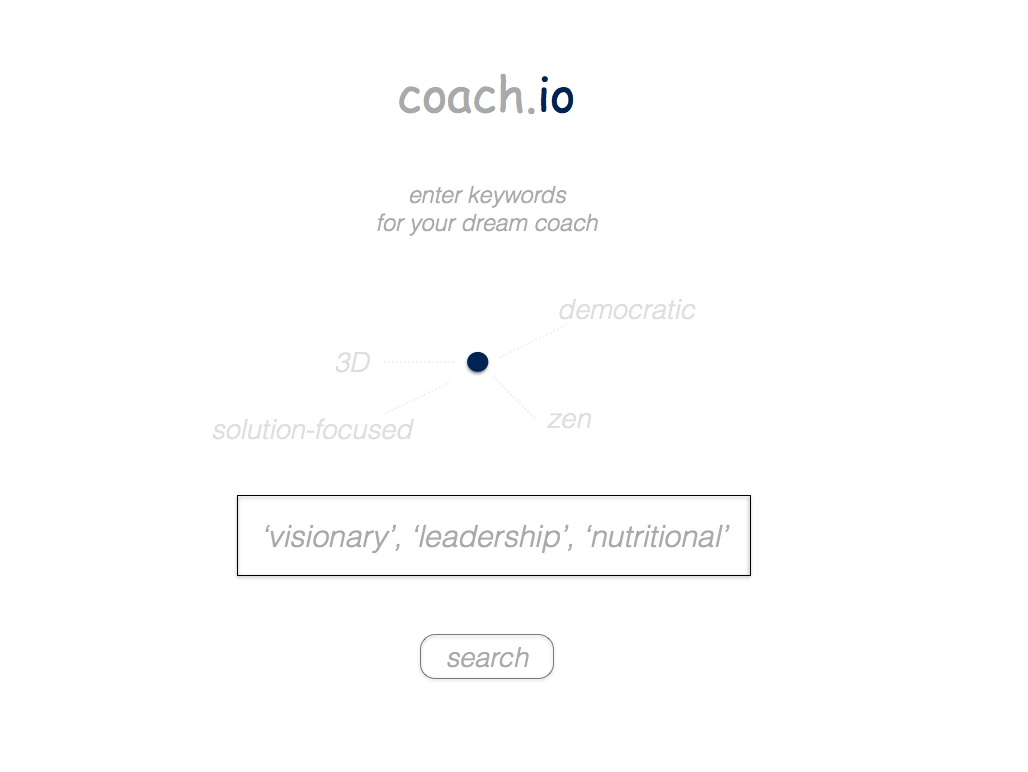 coach.io
enter keywords
for your dream coach
democratic
3D
solution-focused
zen
‘visionary’, ‘leadership’, ‘nutritional’
search